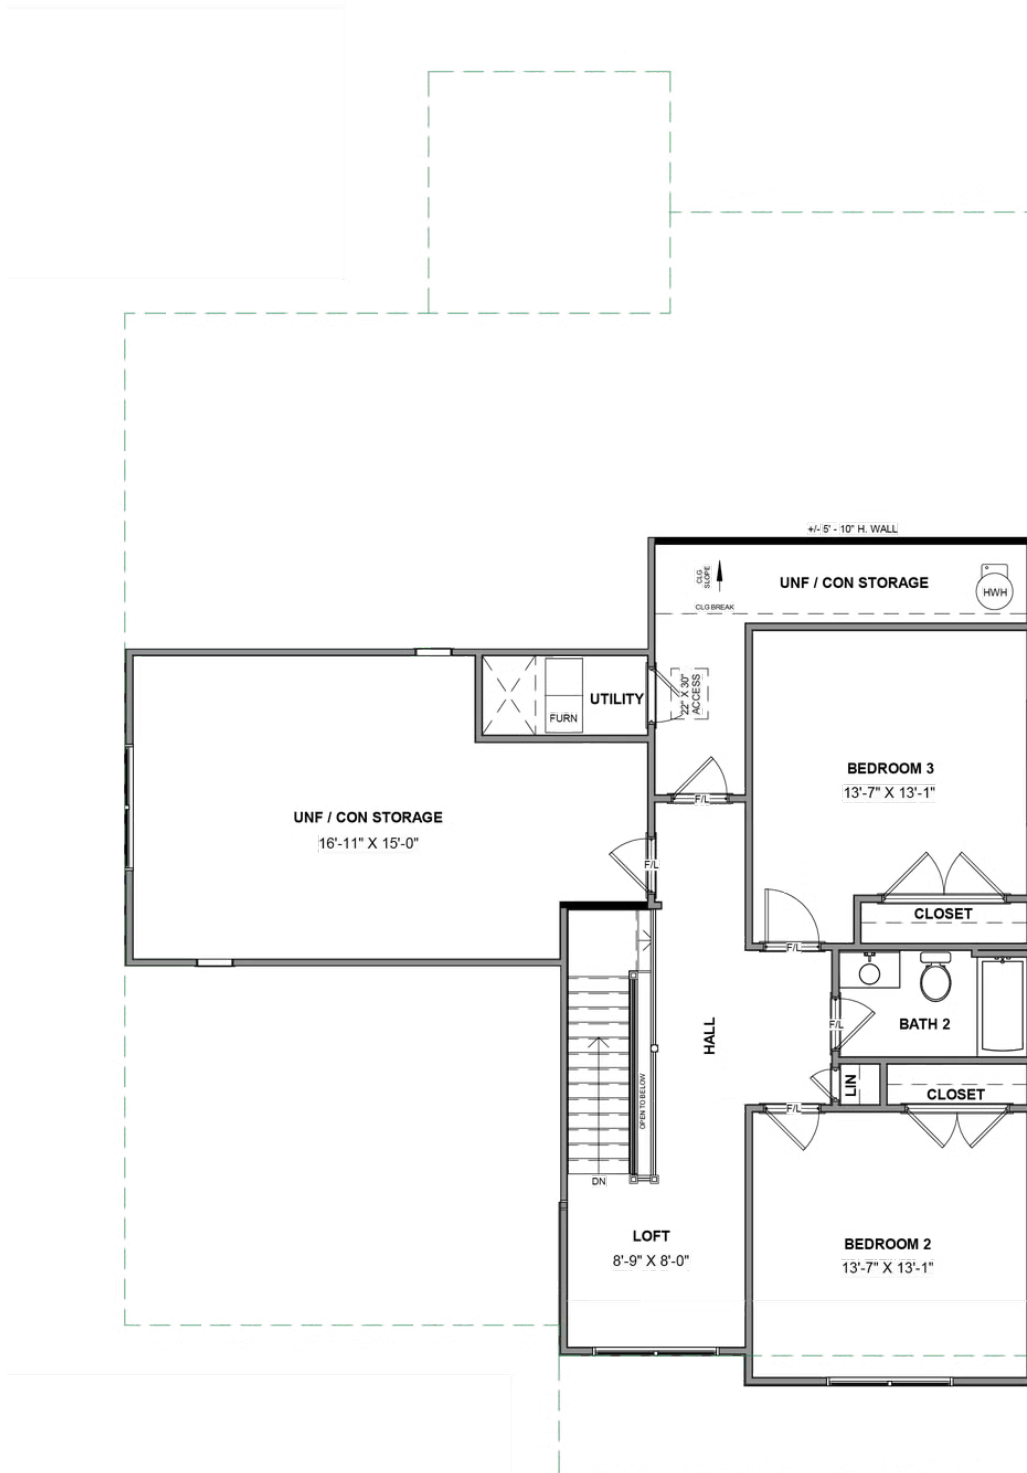 +/- 5' - 10" H. WALL
CLG
SLOPE
UNF / CON STORAGE
HWH
CLG BREAK
UTILITY
FURN
22" X 30"
ACCESS
F/L
BEDROOM 3
13'-7" X 13'-1"
UNF / CON STORAGE
16'-11" X 15'-0"
F/L
CLOSET
F/L
HALL
F/L
BATH 2
LIN
CLOSET
OPEN TO BELOW
F/L
DN
LOFT
8'-9" X 8'-0"
BEDROOM 2
13'-7" X 13'-1"